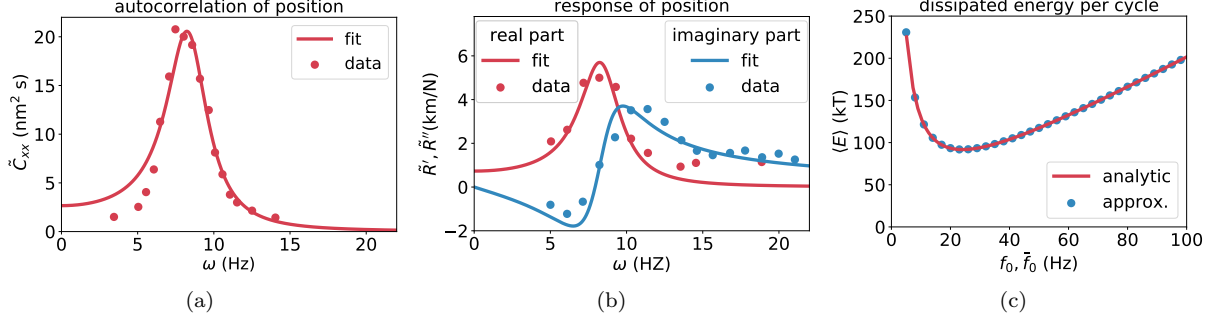 autocorrelation of position
C̃xx (nm² s)
20
15
10
5
0
fit
data
0 5 10 15 20
ω (Hz)
(a)
response of position
R̃′, R̃′′(km/N)
6
4
2
0
−2
real part
fit
data
imaginary part
fit
data
0 5 10 15 20
ω (HZ)
(b)
dissipated energy per cycle
⟨E⟩ (kT)
250
200
150
100
50
0
analytic
approx.
0 20 40 60 80 100
f₀, f̄₀ (Hz)
(c)